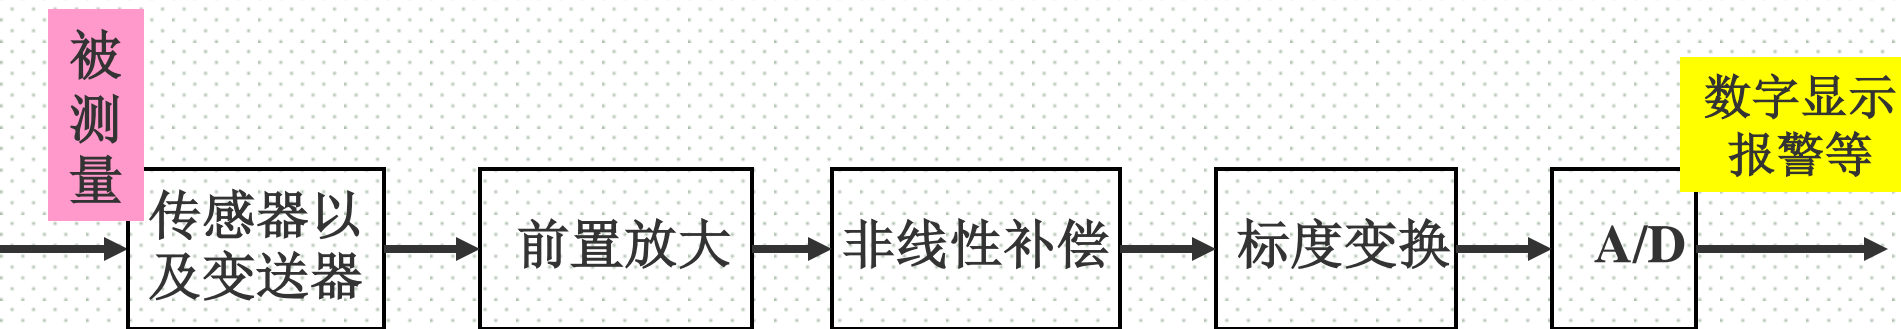 被
测
量
传感器以
及变送器
前置放大
非线性补偿
标度变换
A/D
数字显示
报警等